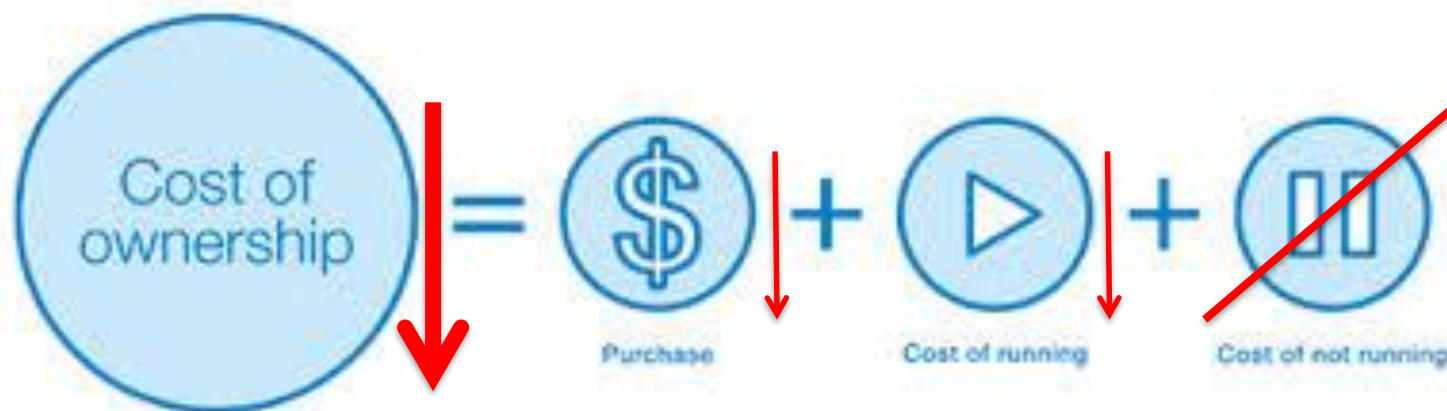 Cost of
ownership
=
$
+
+
Purchase
Cost of running
Cost of not running